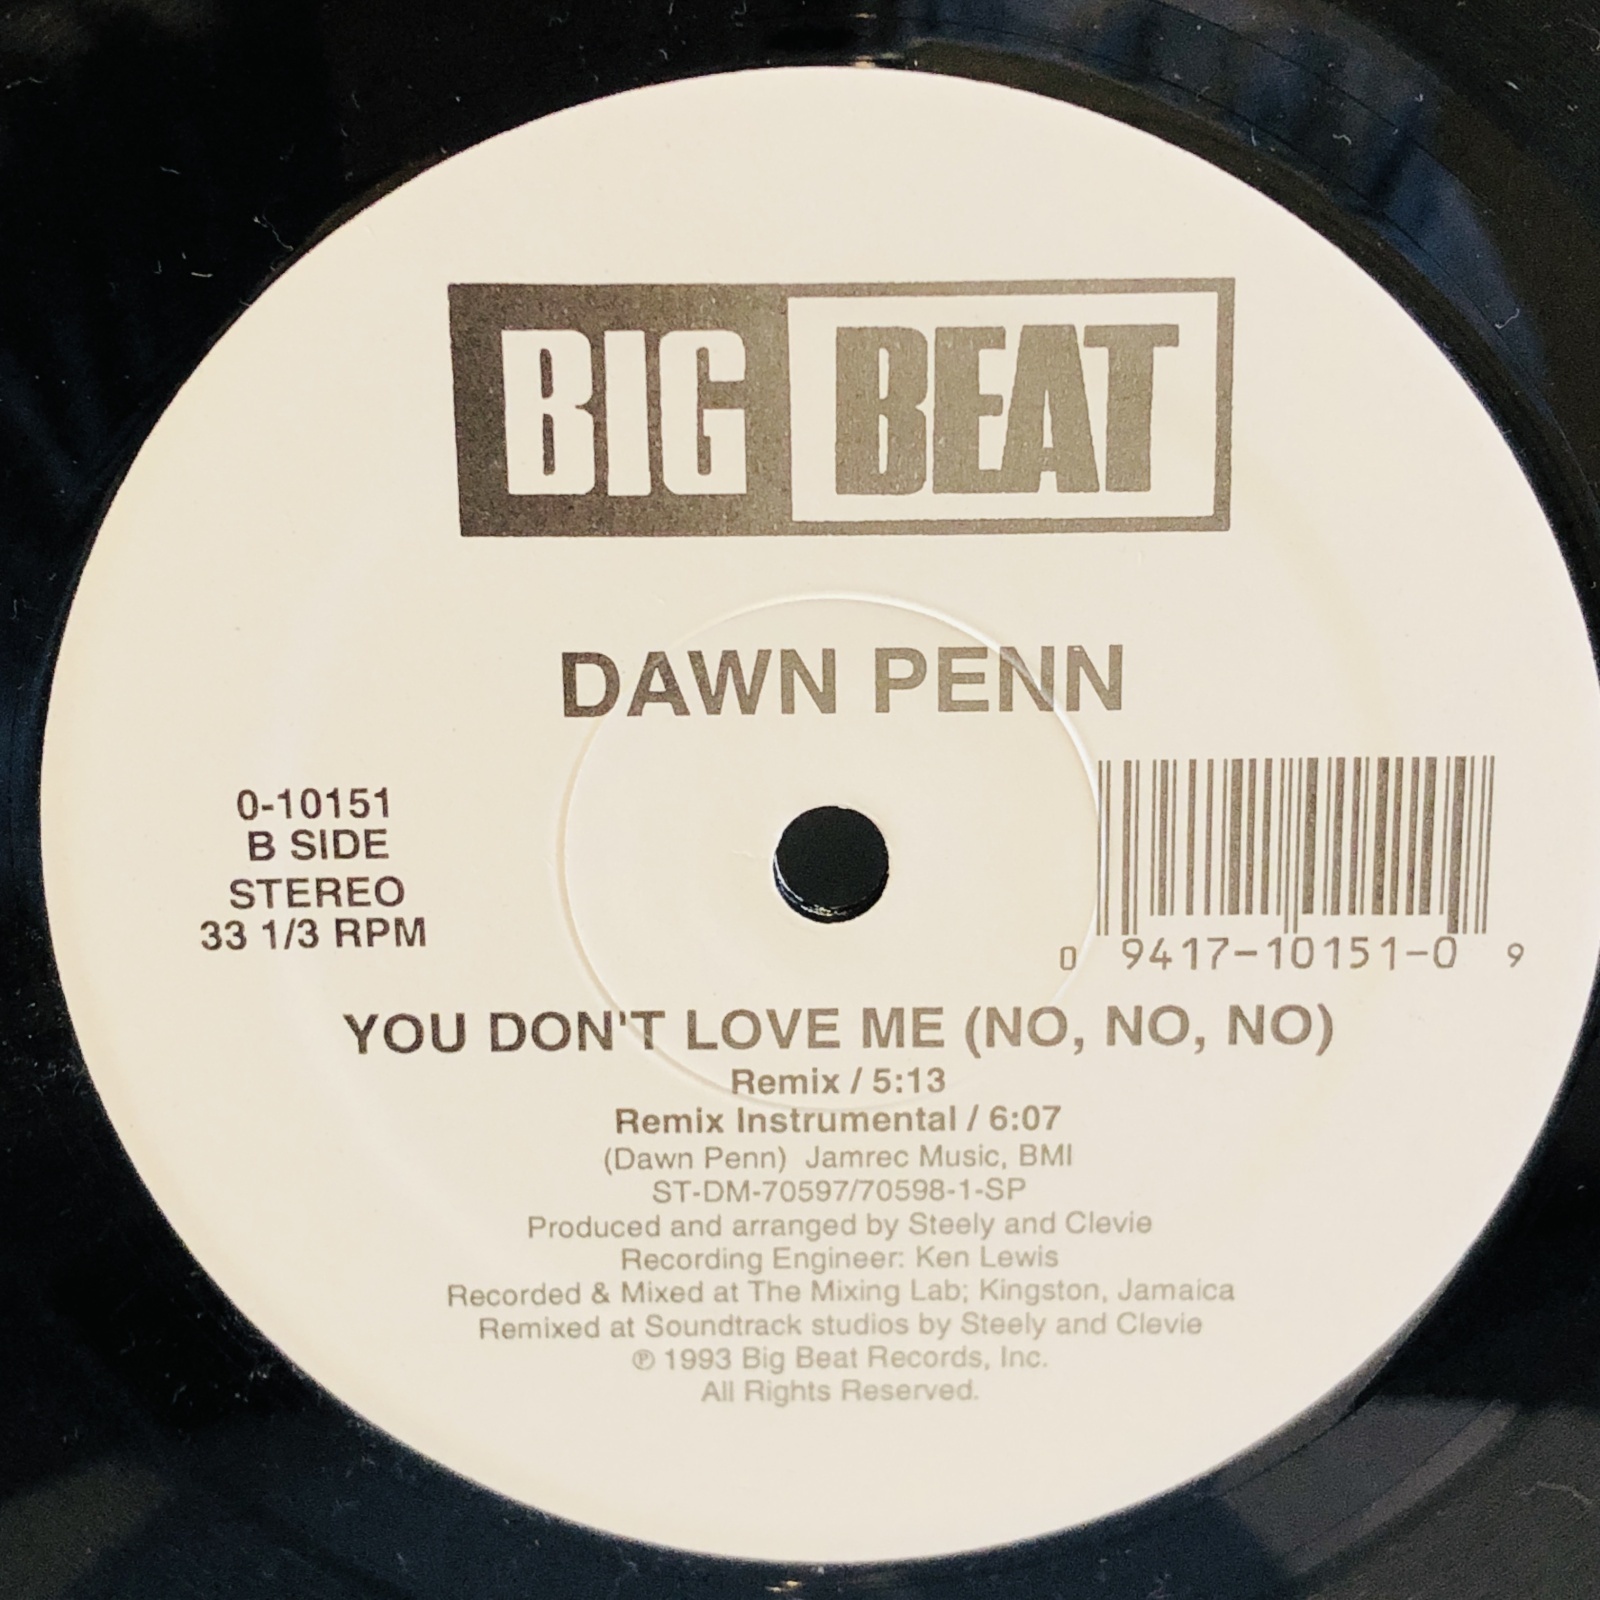 BIG BEAT
DAWN PENN
0-10151
B SIDE
STEREO
33 1/3 RPM
0 9417-10151-0 9
YOU DON'T LOVE ME (NO, NO, NO)
Remix / 5:13
Remix Instrumental / 6:07
(Dawn Penn) Jamrec Music, BMI
ST-DM-70597/70598-1-SP
Produced and arranged by Steely and Clevie
Recording Engineer: Ken Lewis
Recorded & Mixed at The Mixing Lab; Kingston, Jamaica
Remixed at Soundtrack studios by Steely and Clevie
℗ 1993 Big Beat Records, Inc.
All Rights Reserved.